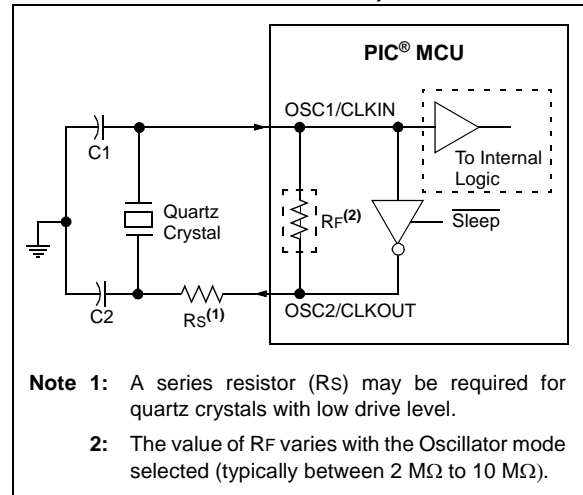 PIC® MCU
OSC1/CLKIN
C1
To Internal
Logic
Quartz
Crystal
RF(2)
Sleep
C2
RS(1)
OSC2/CLKOUT
Note 1: A series resistor (RS) may be required for
quartz crystals with low drive level.
2: The value of RF varies with the Oscillator mode
selected (typically between 2 MΩ to 10 MΩ).